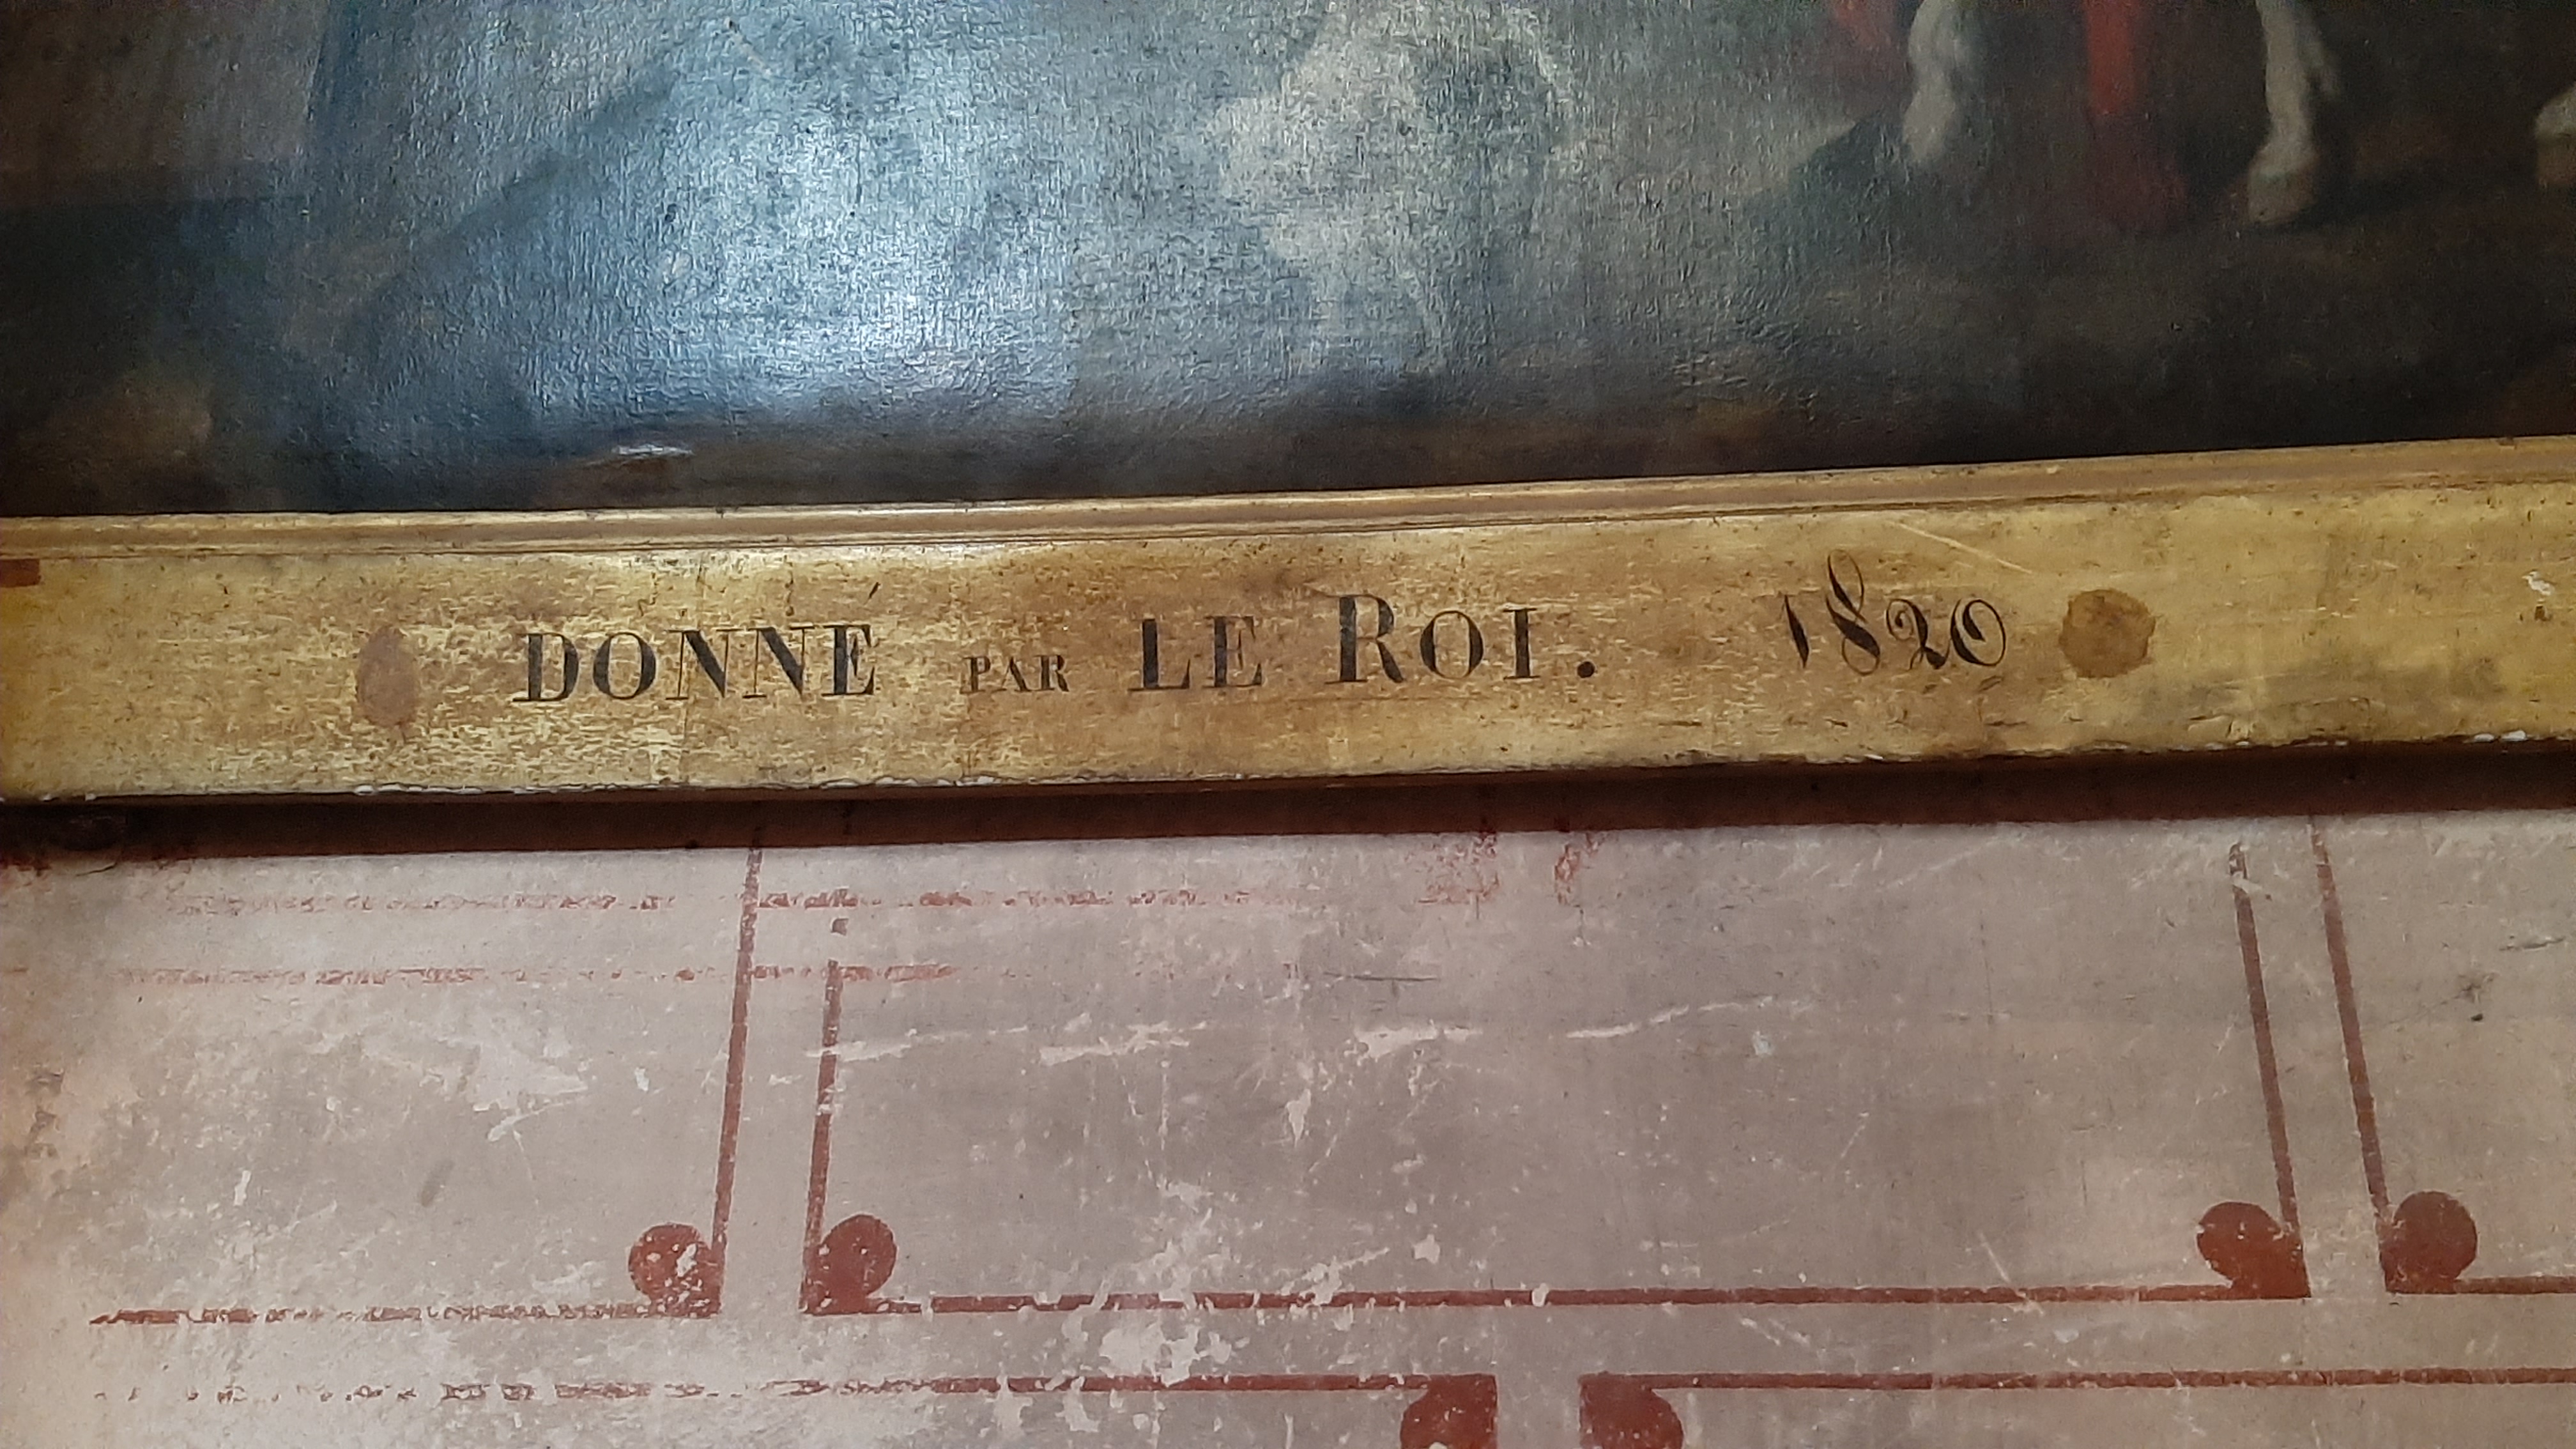 DONNÉ PAR LE ROI. 1820